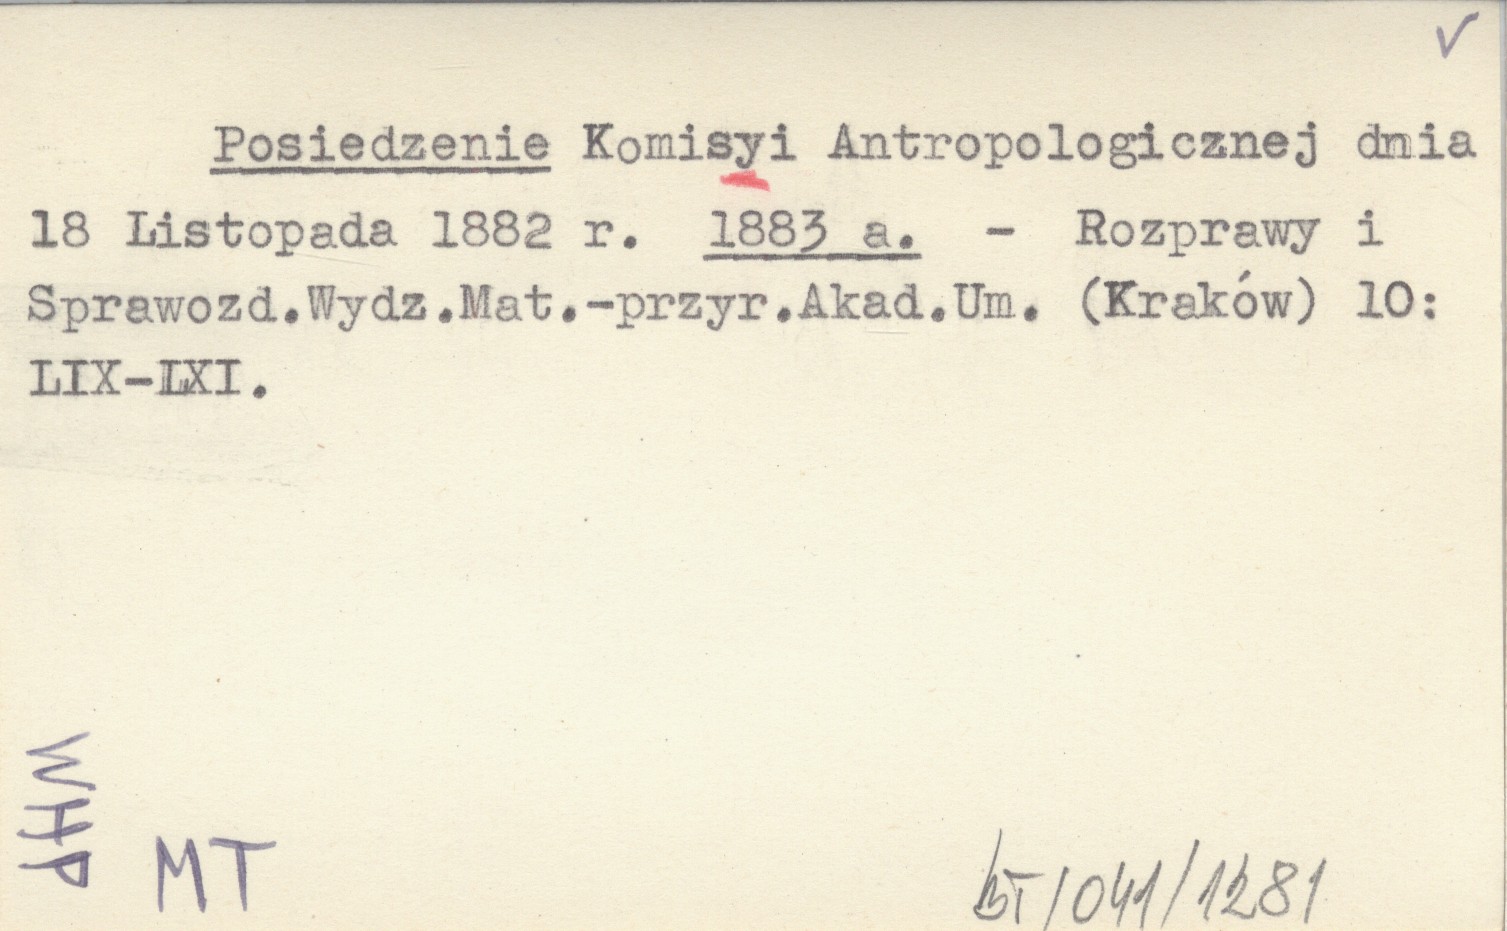 Posiedzenie Komisyi Antropologicznej dnia
18 Listopada 1882 r. 1883 a. - Rozprawy i
Sprawozd.Wydz.Mat.-przyr.Akad.Um. (Kraków) 10:
LIX-LXI.
WHP
MT
BT/041/1281